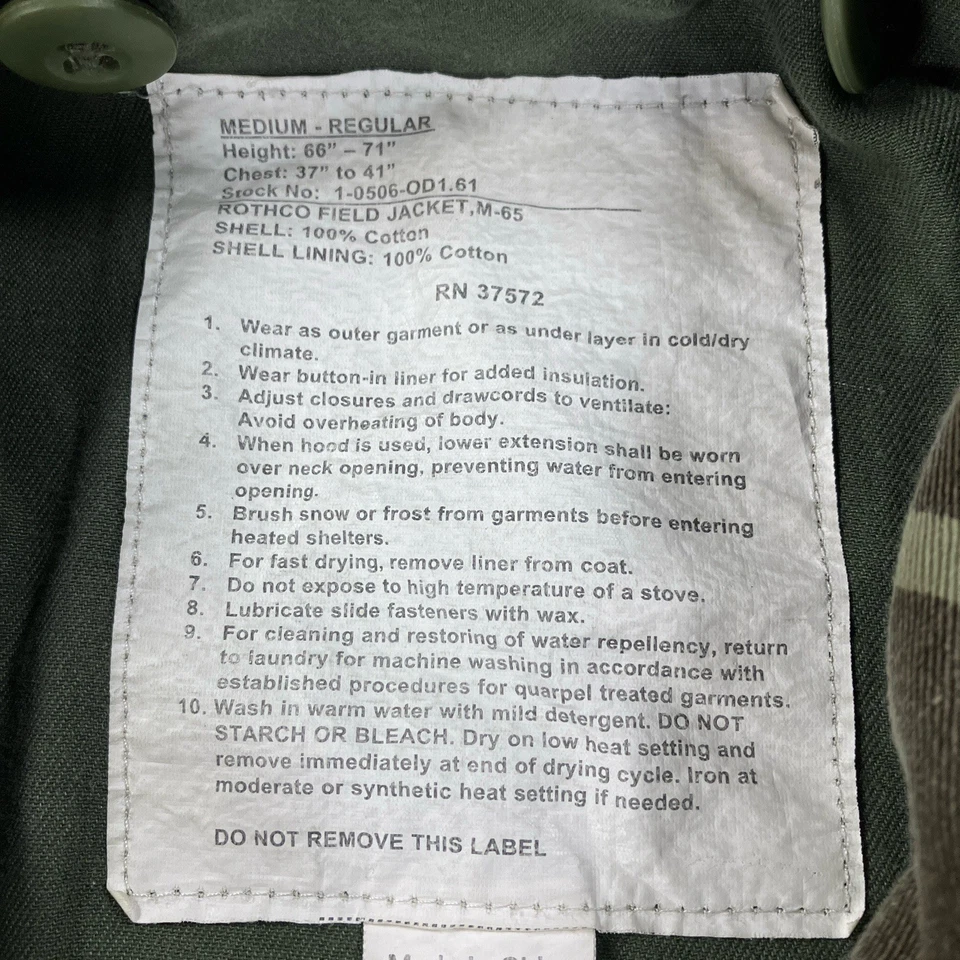 MEDIUM - REGULAR
Height: 66" – 71"
Chest: 37" to 41"
Stock No: 1-0506-OD1.61
ROTHCO FIELD JACKET,M-65
SHELL: 100% Cotton
SHELL LINING: 100% Cotton
RN 37572
1. Wear as outer garment or as under layer in cold/dry
climate.
2. Wear button-in liner for added insulation.
3. Adjust closures and drawcords to ventilate:
Avoid overheating of body.
4. When hood is used, lower extension shall be worn
over neck opening, preventing water from entering
opening.
5. Brush snow or frost from garments before entering
heated shelters.
6. For fast drying, remove liner from coat.
7. Do not expose to high temperature of a stove.
8. Lubricate slide fasteners with wax.
9. For cleaning and restoring of water repellency, return
to laundry for machine washing in accordance with
established procedures for quarpel treated garments.
10. Wash in warm water with mild detergent. DO NOT
STARCH OR BLEACH. Dry on low heat setting and
remove immediately at end of drying cycle. Iron at
moderate or synthetic heat setting if needed.
DO NOT REMOVE THIS LABEL